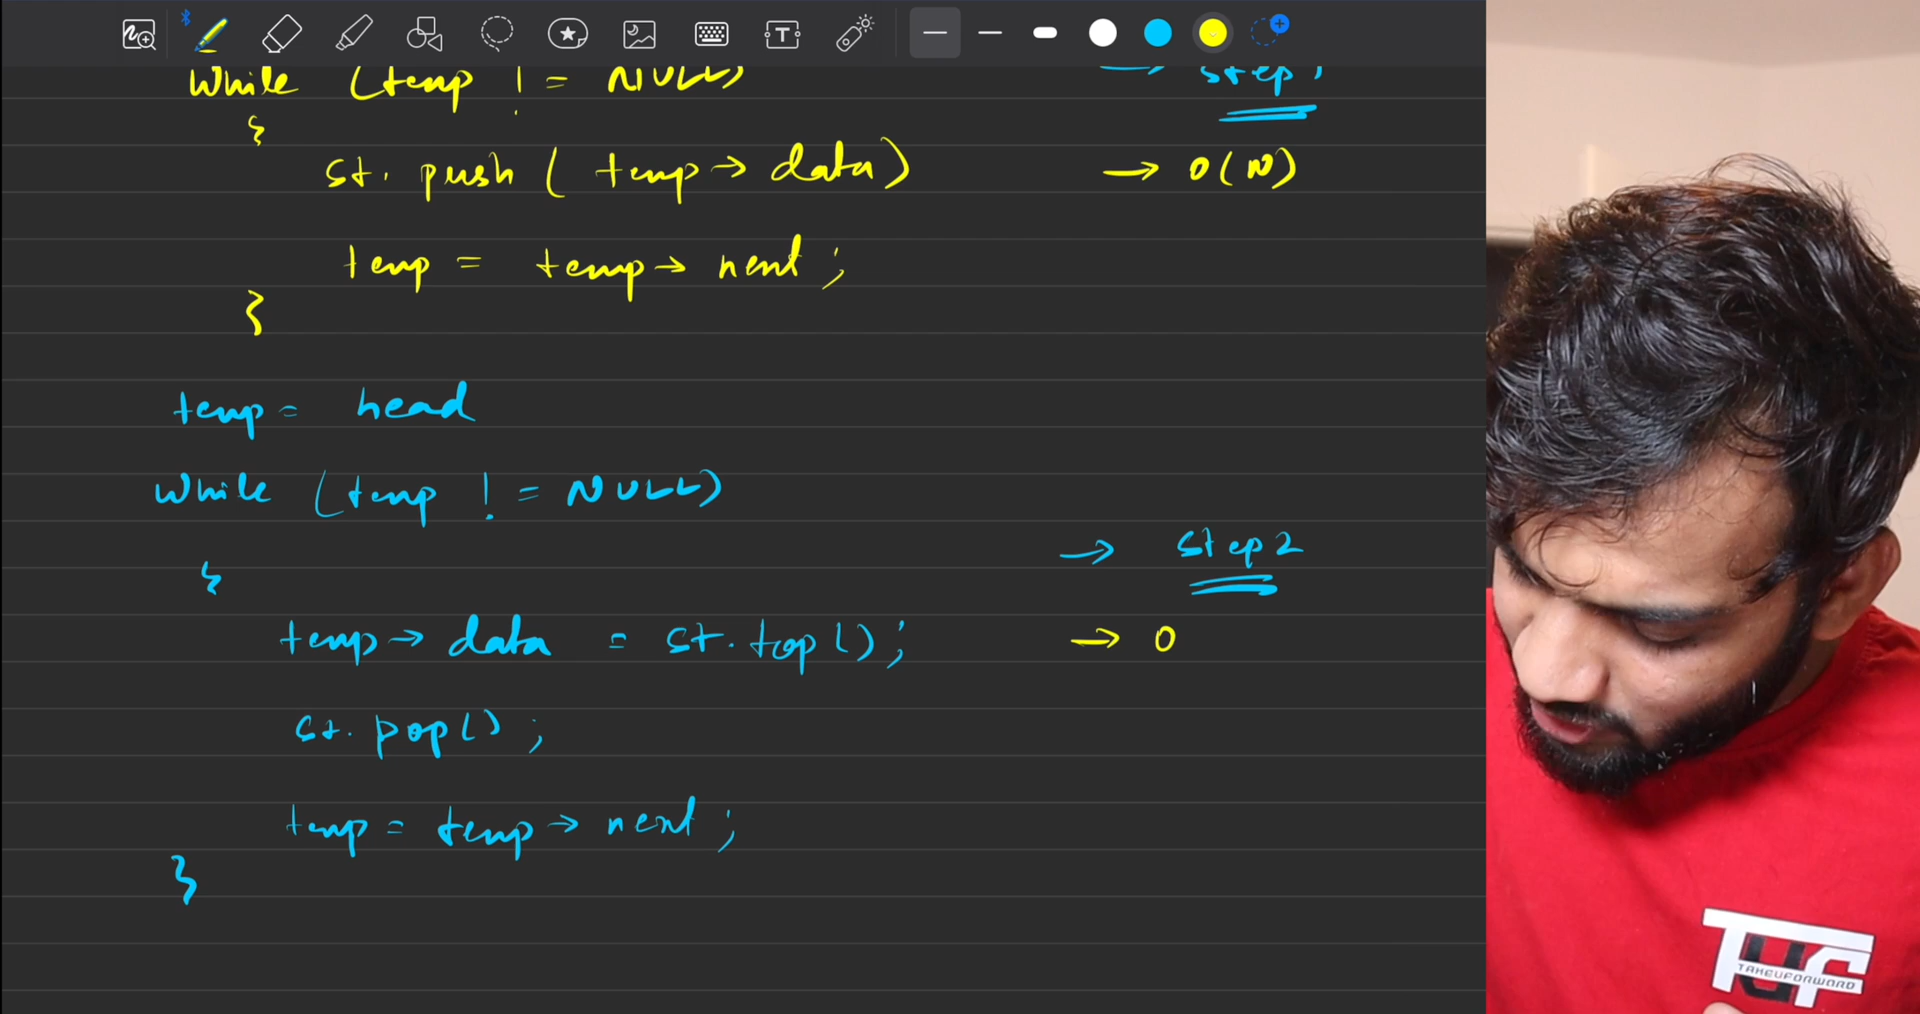 while (temp != NULL) → step 1
{
st. push ( temp → data) → O(N)
temp = temp → next ;
}
temp = head
while (temp != NULL)
→ step 2
{
temp → data = st. top() ; → O
st. pop() ;
temp = temp → next ;
}
TUF
TAKEUFORWARD